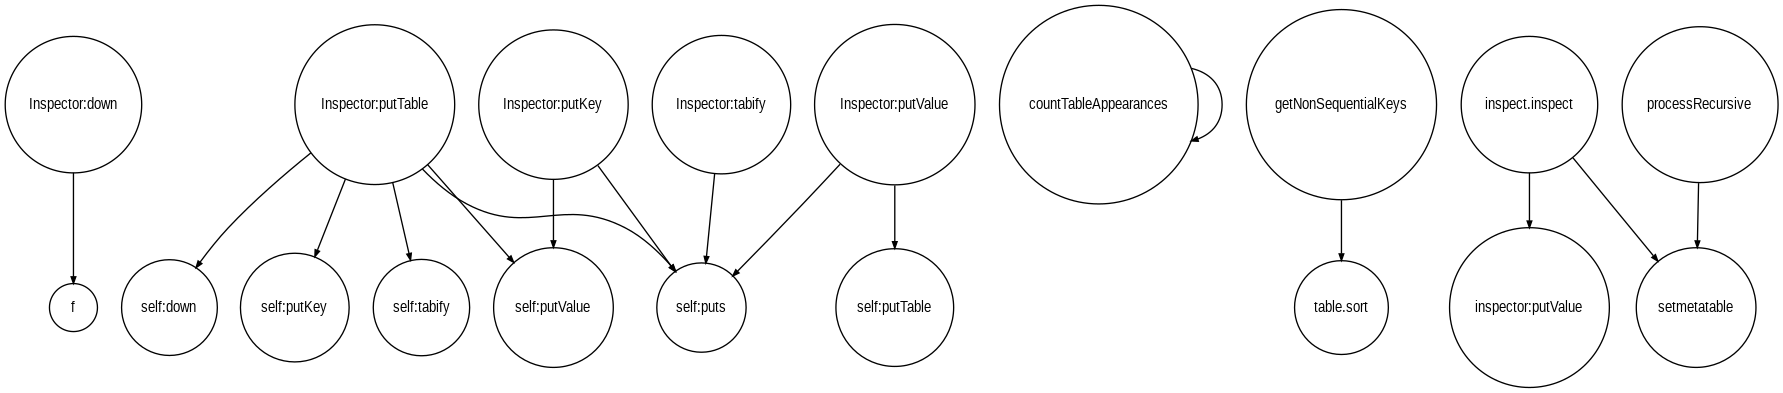 Inspector:down
Inspector:putTable
Inspector:putKey
Inspector:tabify
Inspector:putValue
countTableAppearances
getNonSequentialKeys
inspect.inspect
processRecursive
f
self:down
self:putKey
self:tabify
self:putValue
self:puts
self:putTable
table.sort
inspector:putValue
setmetatable